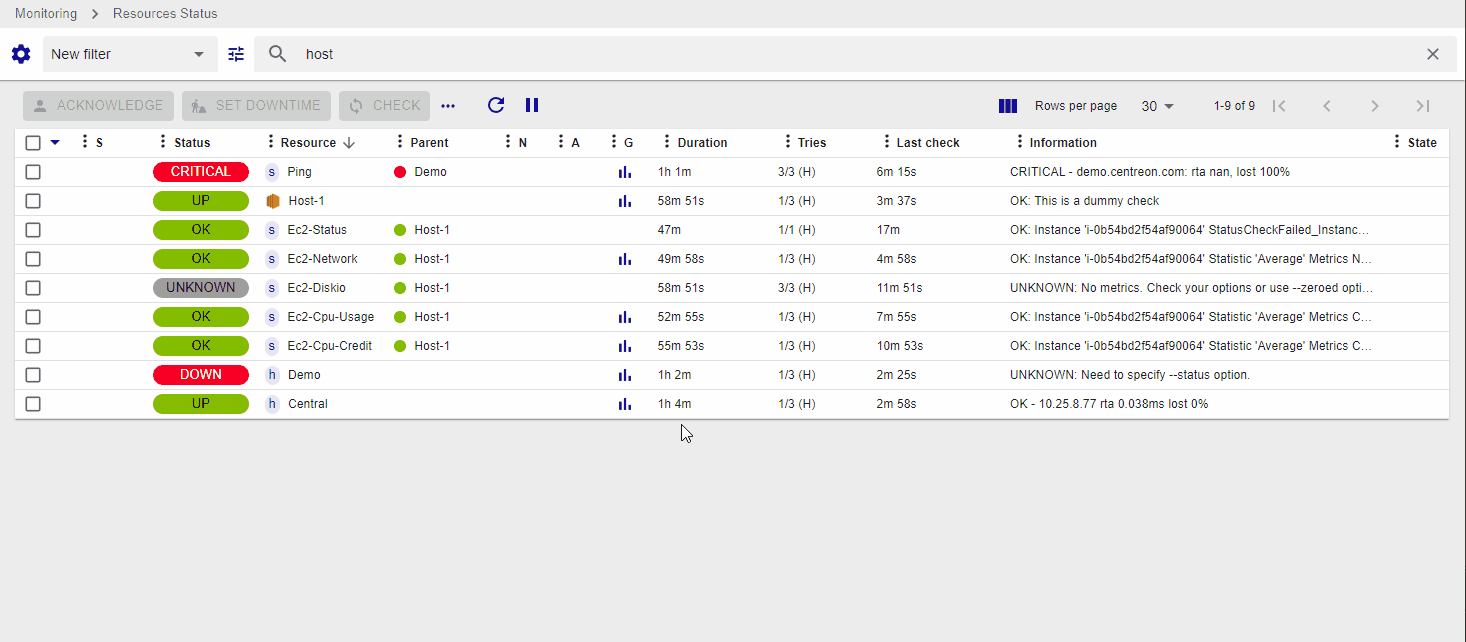 Monitoring > Resources Status
New filter host
ACKNOWLEDGE SET DOWNTIME CHECK Rows per page 30 1-9 of 9
S Status Resource Parent N A G Duration Tries Last check Information State
CRITICAL s Ping Demo 1h 1m 3/3 (H) 6m 15s CRITICAL - demo.centreon.com: rta nan, lost 100%
UP Host-1 58m 51s 1/3 (H) 3m 37s OK: This is a dummy check
OK s Ec2-Status Host-1 47m 1/1 (H) 17m OK: Instance 'i-0b54bd2f54af90064' StatusCheckFailed_Instanc...
OK s Ec2-Network Host-1 49m 58s 1/3 (H) 4m 58s OK: Instance 'i-0b54bd2f54af90064' Statistic 'Average' Metrics N...
UNKNOWN s Ec2-Diskio Host-1 58m 51s 3/3 (H) 11m 51s UNKNOWN: No metrics. Check your options or use --zeroed opti...
OK s Ec2-Cpu-Usage Host-1 52m 55s 1/3 (H) 7m 55s OK: Instance 'i-0b54bd2f54af90064' Statistic 'Average' Metrics C...
OK s Ec2-Cpu-Credit Host-1 55m 53s 1/3 (H) 10m 53s OK: Instance 'i-0b54bd2f54af90064' Statistic 'Average' Metrics C...
DOWN h Demo 1h 2m 1/3 (H) 2m 25s UNKNOWN: Need to specify --status option.
UP h Central 1h 4m 1/3 (H) 2m 58s OK - 10.25.8.77 rta 0.038ms lost 0%